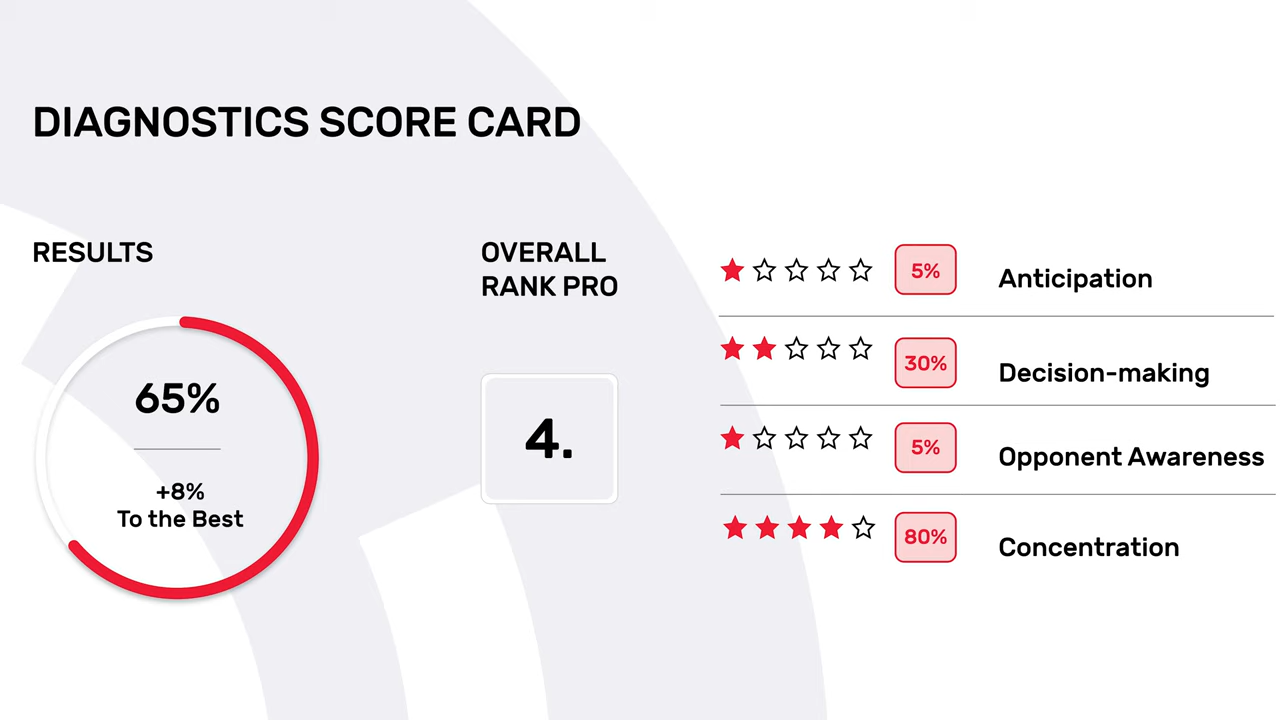 DIAGNOSTICS SCORE CARD
RESULTS
65%
+8%
To the Best
OVERALL
RANK PRO
4.
5% Anticipation
30% Decision-making
5% Opponent Awareness
80% Concentration